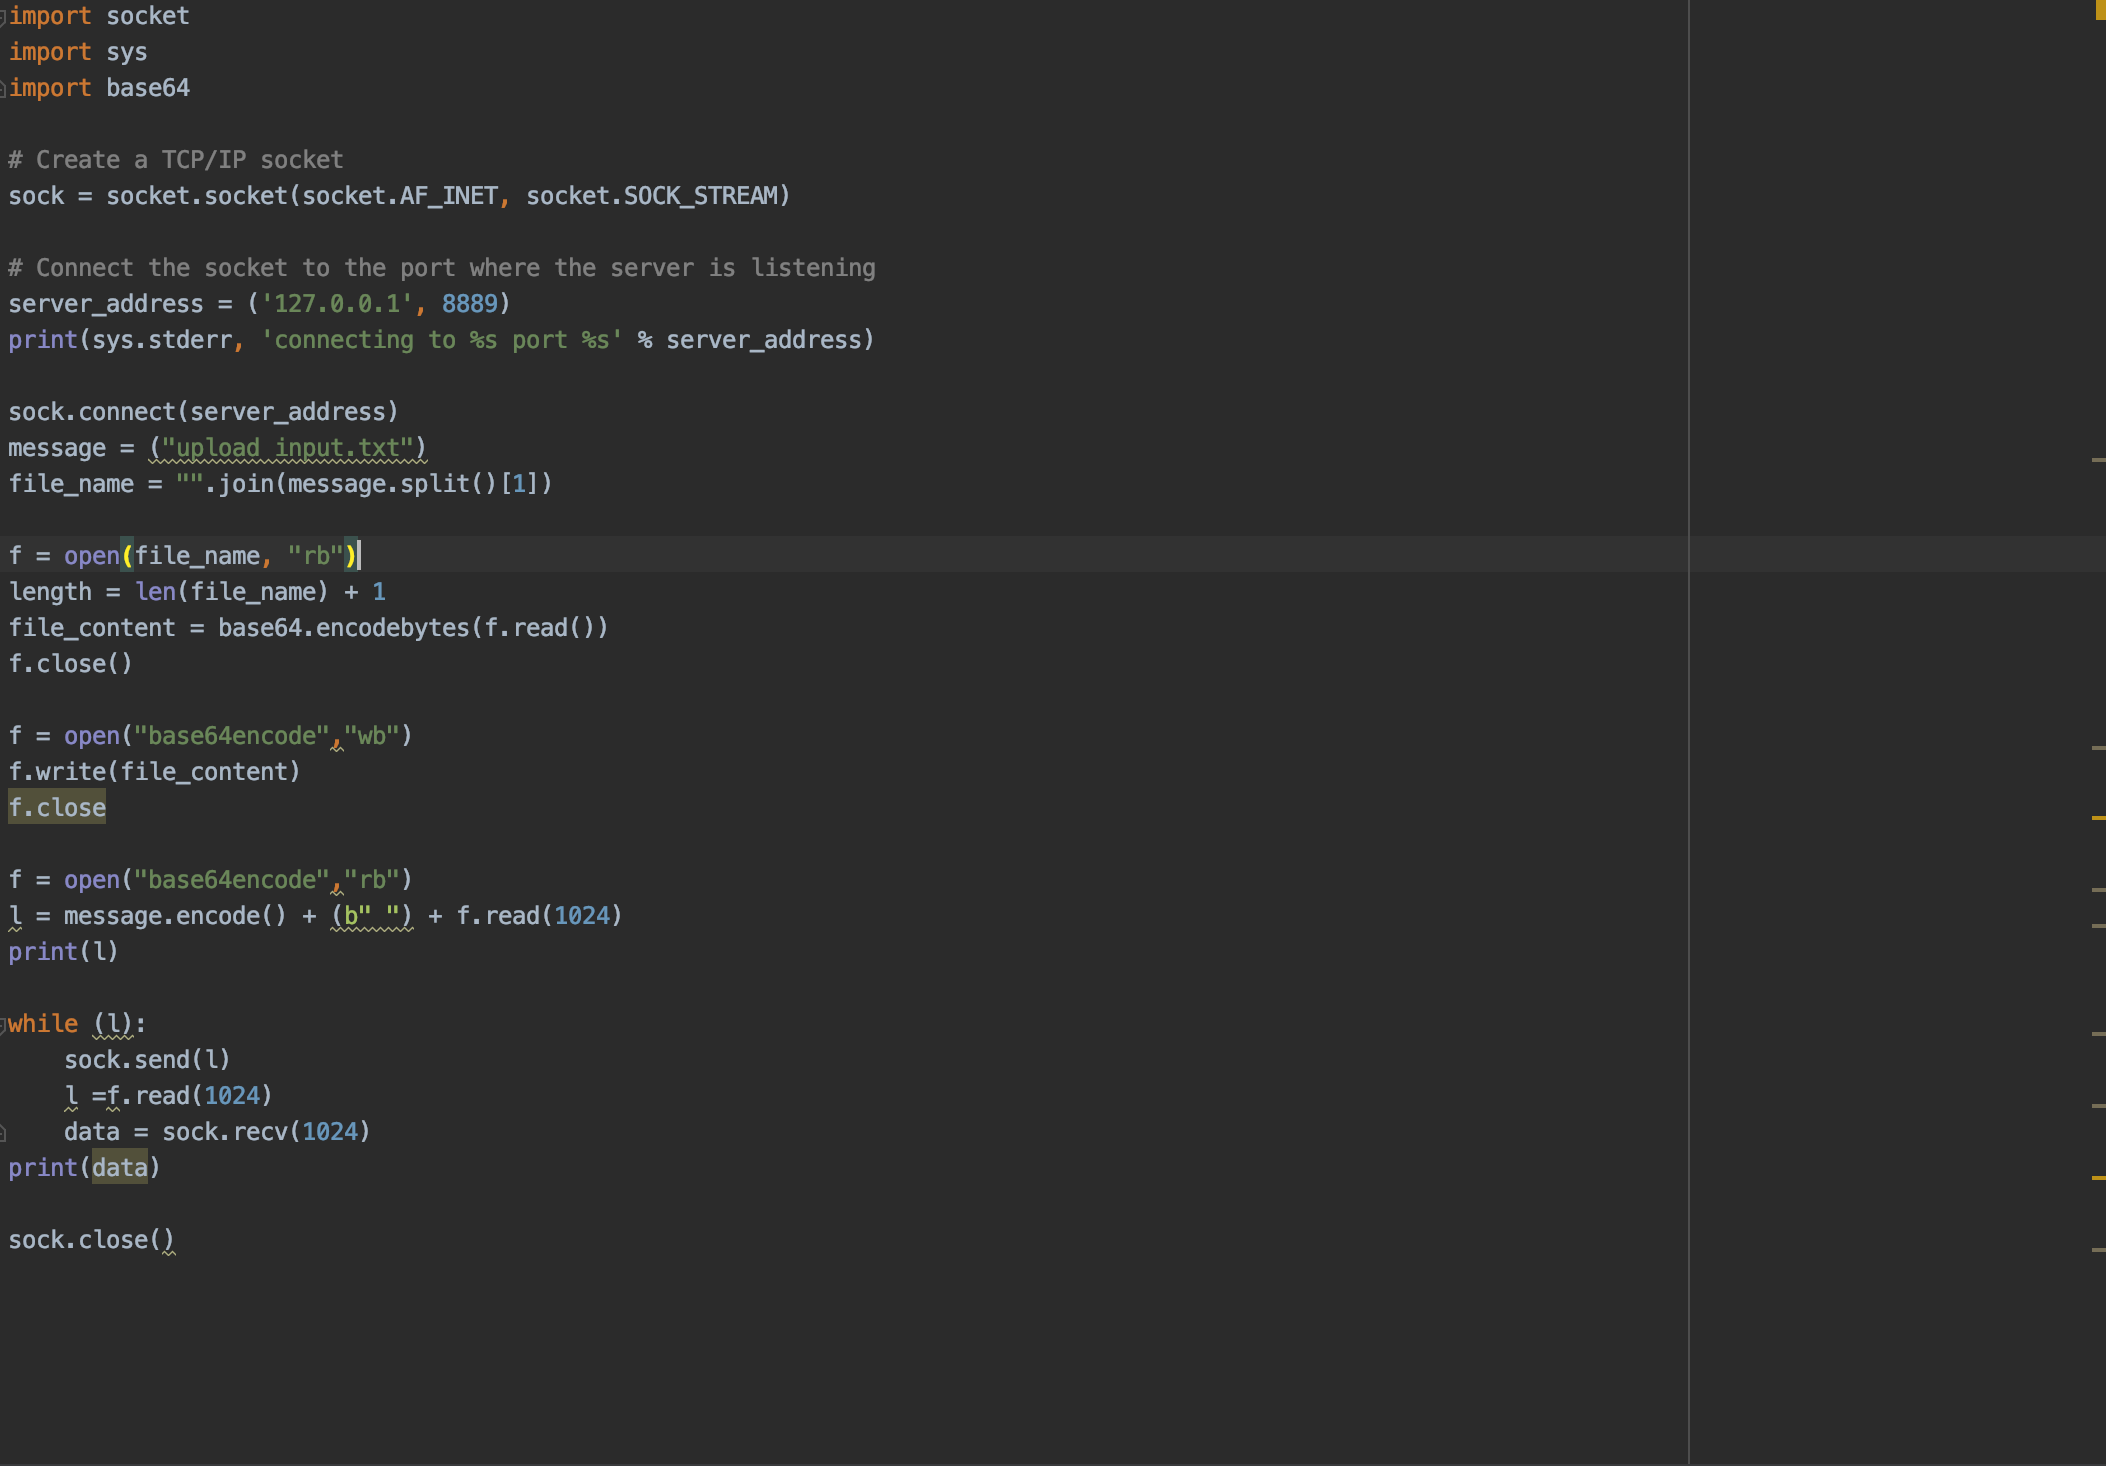 import socket
import sys
import base64
# Create a TCP/IP socket
sock = socket.socket(socket.AF_INET, socket.SOCK_STREAM)
# Connect the socket to the port where the server is listening
server_address = ('127.0.0.1', 8889)
print(sys.stderr, 'connecting to %s port %s' % server_address)
sock.connect(server_address)
message = ("upload input.txt")
file_name = "".join(message.split()[1])
f = open(file_name, "rb")
length = len(file_name) + 1
file_content = base64.encodebytes(f.read())
f.close()
f = open("base64encode","wb")
f.write(file_content)
f.close
f = open("base64encode","rb")
l = message.encode() + (b" ") + f.read(1024)
print(l)
while (l):
    sock.send(l)
    l =f.read(1024)
    data = sock.recv(1024)
print(data)
sock.close()